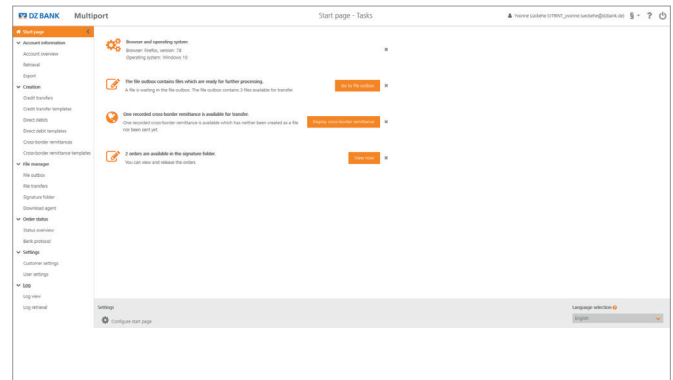 DZ BANK Multiport
Start page - Tasks
Start page
Account information
Account overview
Retrieval
Export
Creation
Credit transfers
Credit transfer templates
Direct debits
Direct debit templates
Cross-border remittances
Cross-border remittance templates
File manager
File outbox
File transfers
Signature folder
Download agent
Order status
Status overview
Bank protocol
Settings
Customer settings
User settings
Log
Log view
Log retrieval
Browser and operating system
Browser: Firefox, version: 78
Operating system: Windows 10
The file outbox contains files which are ready for further processing.
A file is waiting in the file outbox. The file outbox contains 3 files available for transfer.
Go to file outbox
One recorded cross-border remittance is available for transfer.
One recorded cross-border remittance is available which has neither been created as a file
nor been sent yet.
Display cross-border remittance
2 orders are available in the signature folder.
You can view and release the orders
View now
Settings
Configure start page
Language selection
English